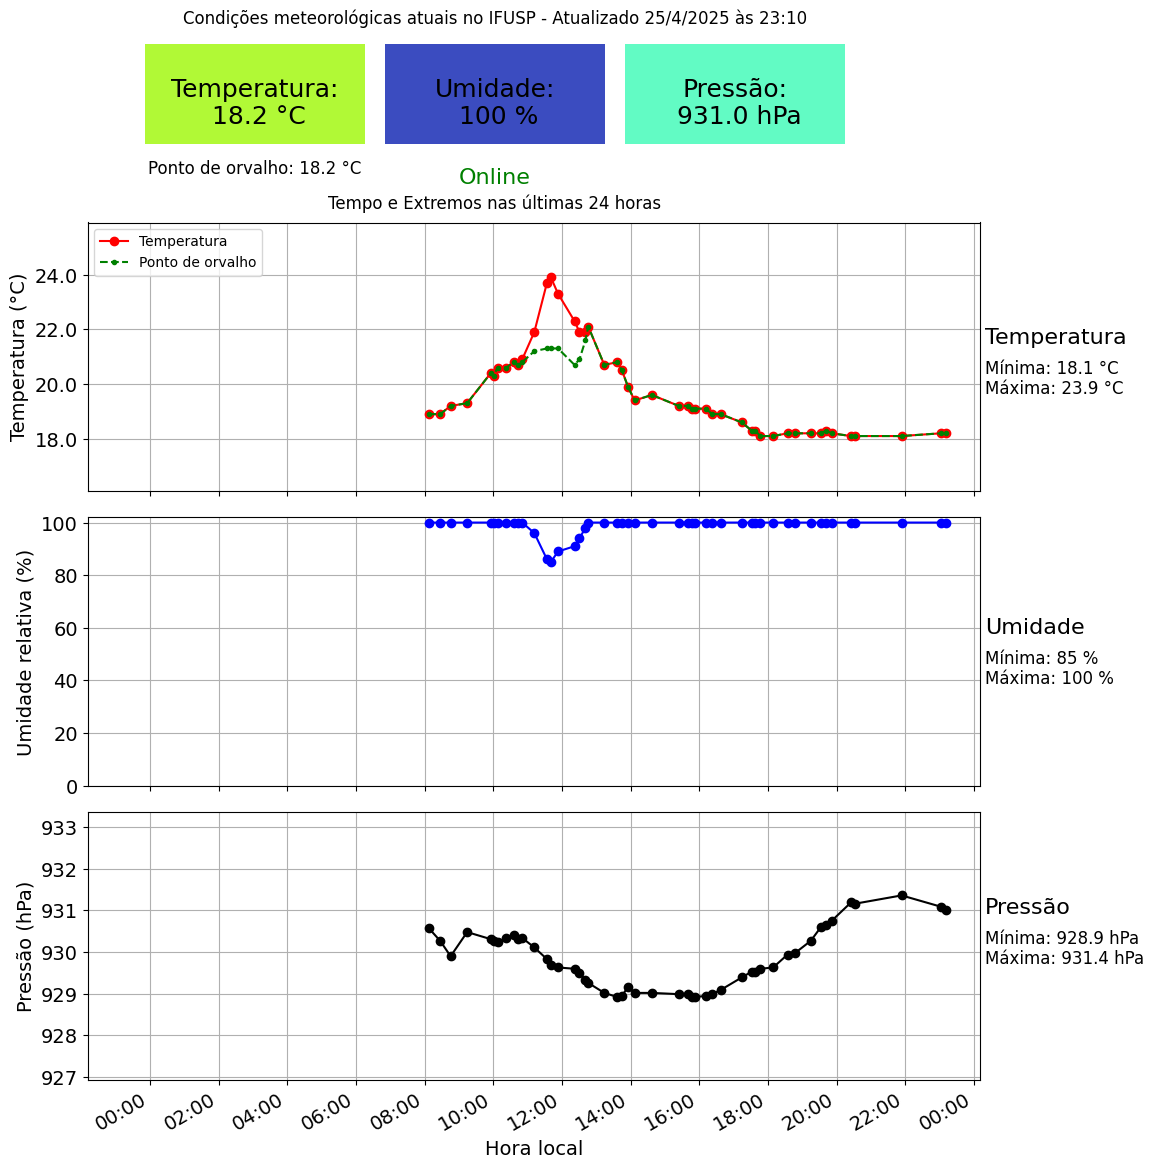 Condições meteorológicas atuais no IFUSP - Atualizado 25/4/2025 às 23:10
Temperatura:
18.2 °C
Umidade:
100 %
Pressão:
931.0 hPa
Ponto de orvalho: 18.2 °C
Online
Tempo e Extremos nas últimas 24 horas
Temperatura
Ponto de orvalho
Temperatura (°C)
24.0
22.0
20.0
18.0
Temperatura
Mínima: 18.1 °C
Máxima: 23.9 °C
Umidade relativa (%)
100
80
60
40
20
0
Umidade
Mínima: 85 %
Máxima: 100 %
Pressão (hPa)
933
932
931
930
929
928
927
Pressão
Mínima: 928.9 hPa
Máxima: 931.4 hPa
00:00 02:00 04:00 06:00 08:00 10:00 12:00 14:00 16:00 18:00 20:00 22:00 00:00
Hora local